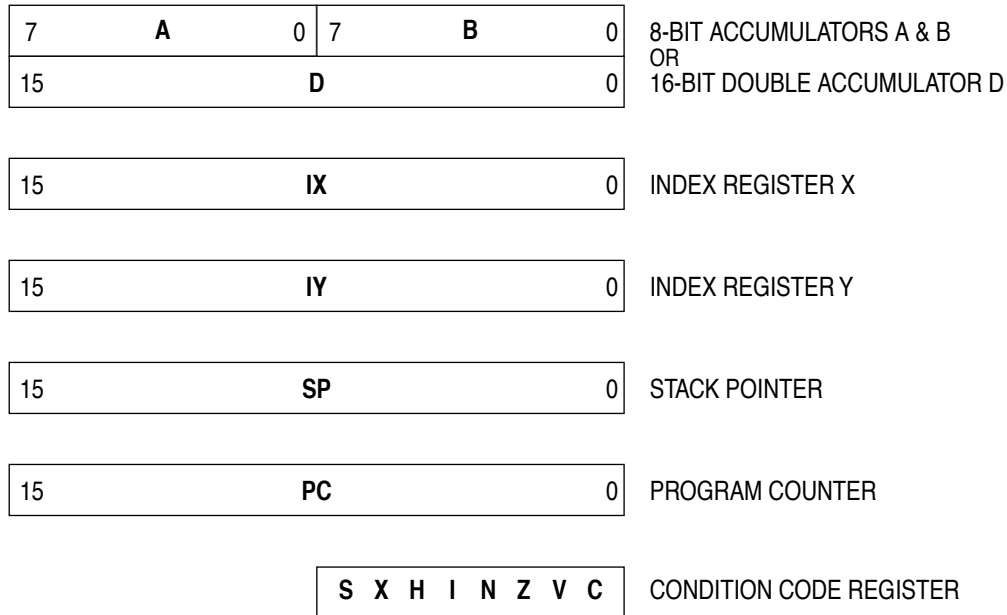 7 A 0 7 B 0 8-BIT ACCUMULATORS A & B
OR
15 D 0 16-BIT DOUBLE ACCUMULATOR D
15 IX 0 INDEX REGISTER X
15 IY 0 INDEX REGISTER Y
15 SP 0 STACK POINTER
15 PC 0 PROGRAM COUNTER
S X H I N Z V C CONDITION CODE REGISTER